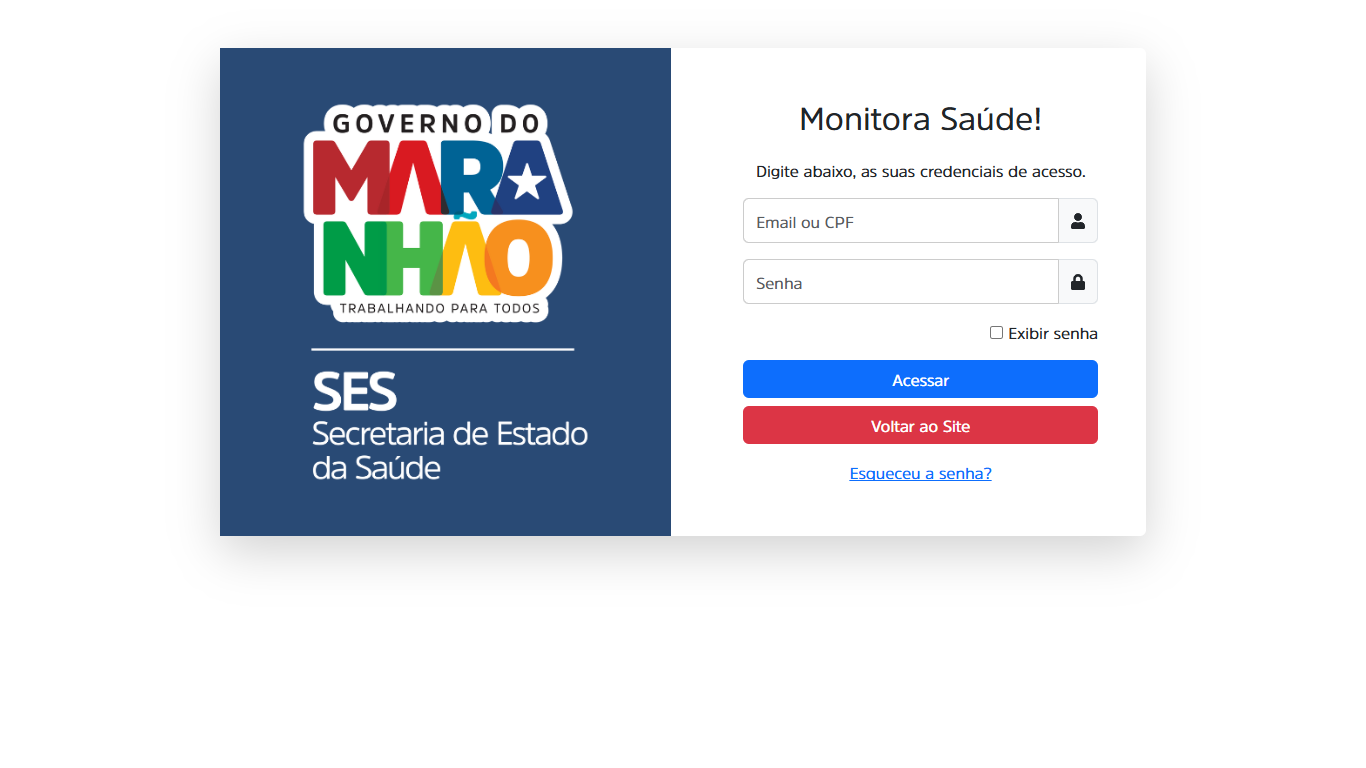 GOVERNO DO
MARA
NHÃO
TRABALHANDO PARA TODOS
SES
Secretaria de Estado
da Saúde
Monitora Saúde!
Digite abaixo, as suas credenciais de acesso.
Email ou CPF
Senha
Exibir senha
Acessar
Voltar ao Site
Esqueceu a senha?